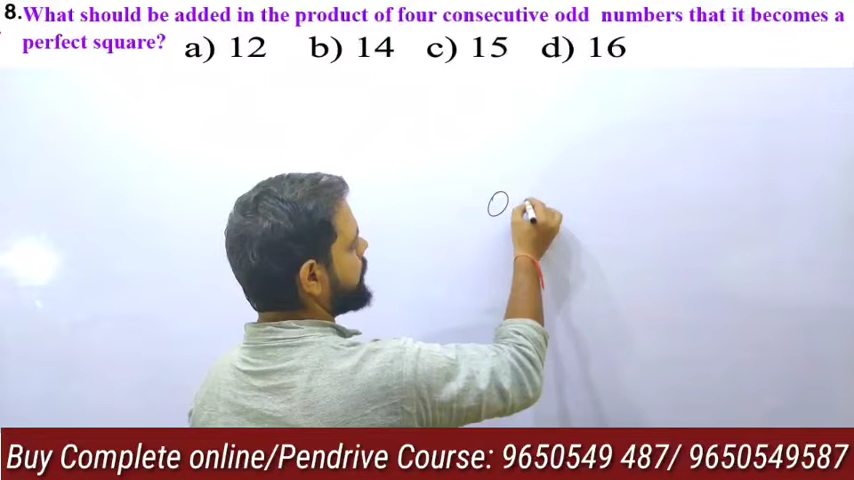 8.What should be added in the product of four consecutive odd numbers that it becomes a
perfect square? a) 12 b) 14 c) 15 d) 16
O
Buy Complete online/Pendrive Course: 9650549 487/ 9650549587